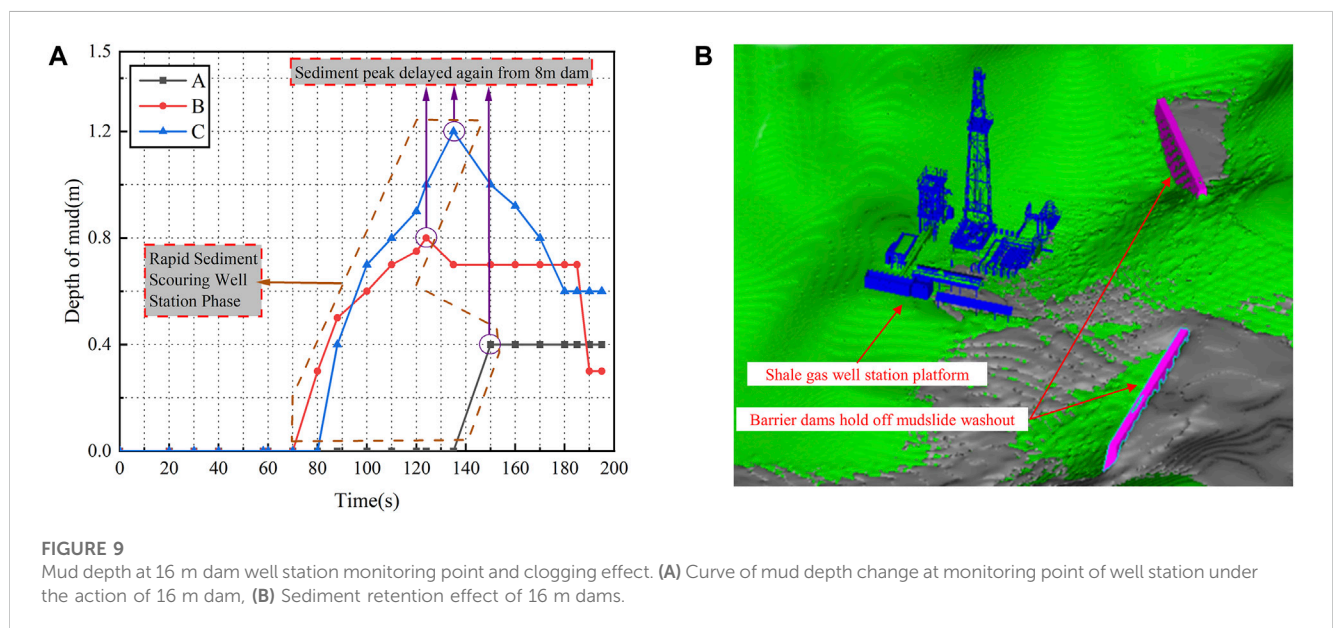 A
1.5
1.2
0.8
0.4
0.0
Depth of mud(m)
A
B
C
Sediment peak delayed again from 8m dam
Rapid Sediment
Scouring Well
Station Phase
0
20
40
60
80
100
120
140
160
180
200
Time(s)
B
Shale gas well station platform
Barrier dams hold off mudslide washout
FIGURE 9
Mud depth at 16 m dam well station monitoring point and clogging effect. (A) Curve of mud depth change at monitoring point of well station under
the action of 16 m dam, (B) Sediment retention effect of 16 m dams.